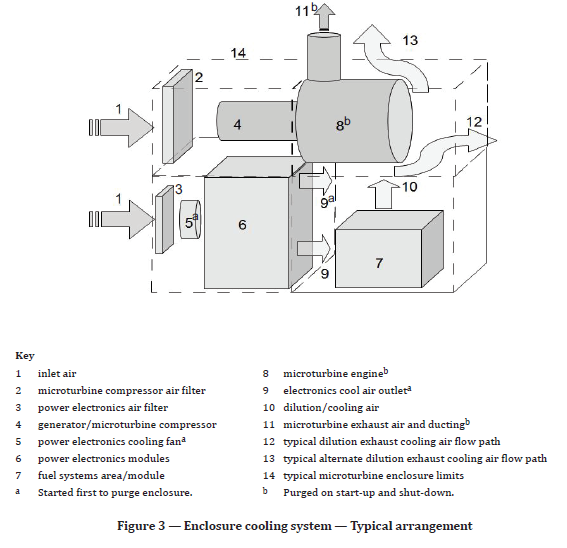 11b
13
14
2
1
4
8b
12
1
3
5a
6
9a
10
7
9
Key
1 inlet air
2 microturbine compressor air filter
3 power electronics air filter
4 generator/microturbine compressor
5 power electronics cooling fana
6 power electronics modules
7 fuel systems area/module
a Started first to purge enclosure.
8 microturbine engineb
9 electronics cool air outleta
10 dilution/cooling air
11 microturbine exhaust air and ductingb
12 typical dilution exhaust cooling air flow path
13 typical alternate dilution exhaust cooling air flow path
14 typical microturbine enclosure limits
b Purged on start-up and shut-down.
Figure 3 — Enclosure cooling system — Typical arrangement